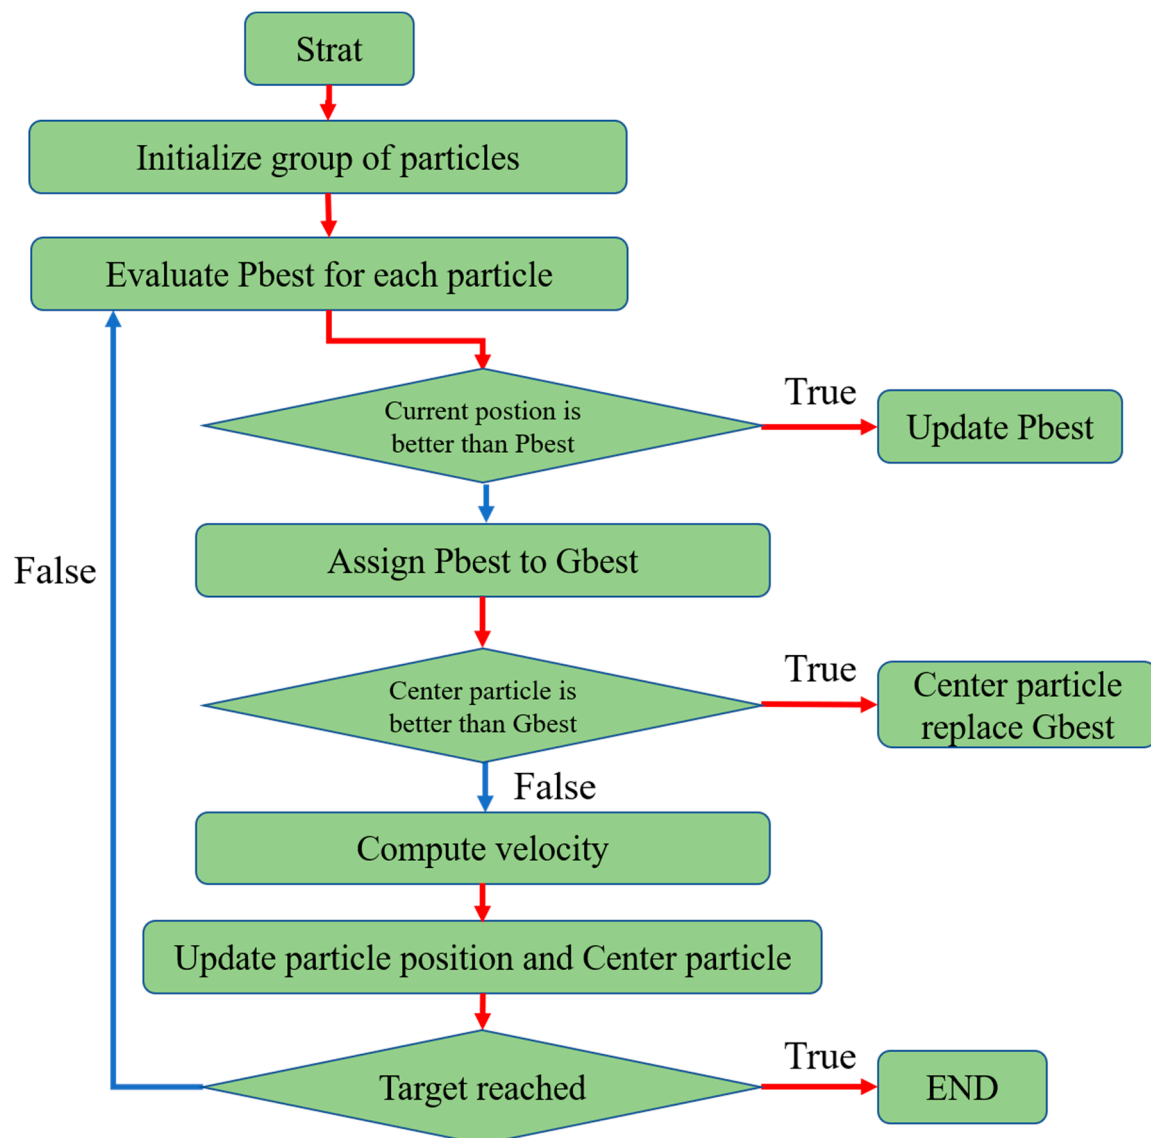 Strat
Initialize group of particles
Evaluate Pbest for each particle
Current postion is
better than Pbest
True
Update Pbest
Assign Pbest to Gbest
False
Center particle is
better than Gbest
True
Center particle
replace Gbest
False
Compute velocity
Update particle position and Center particle
Target reached
True
END